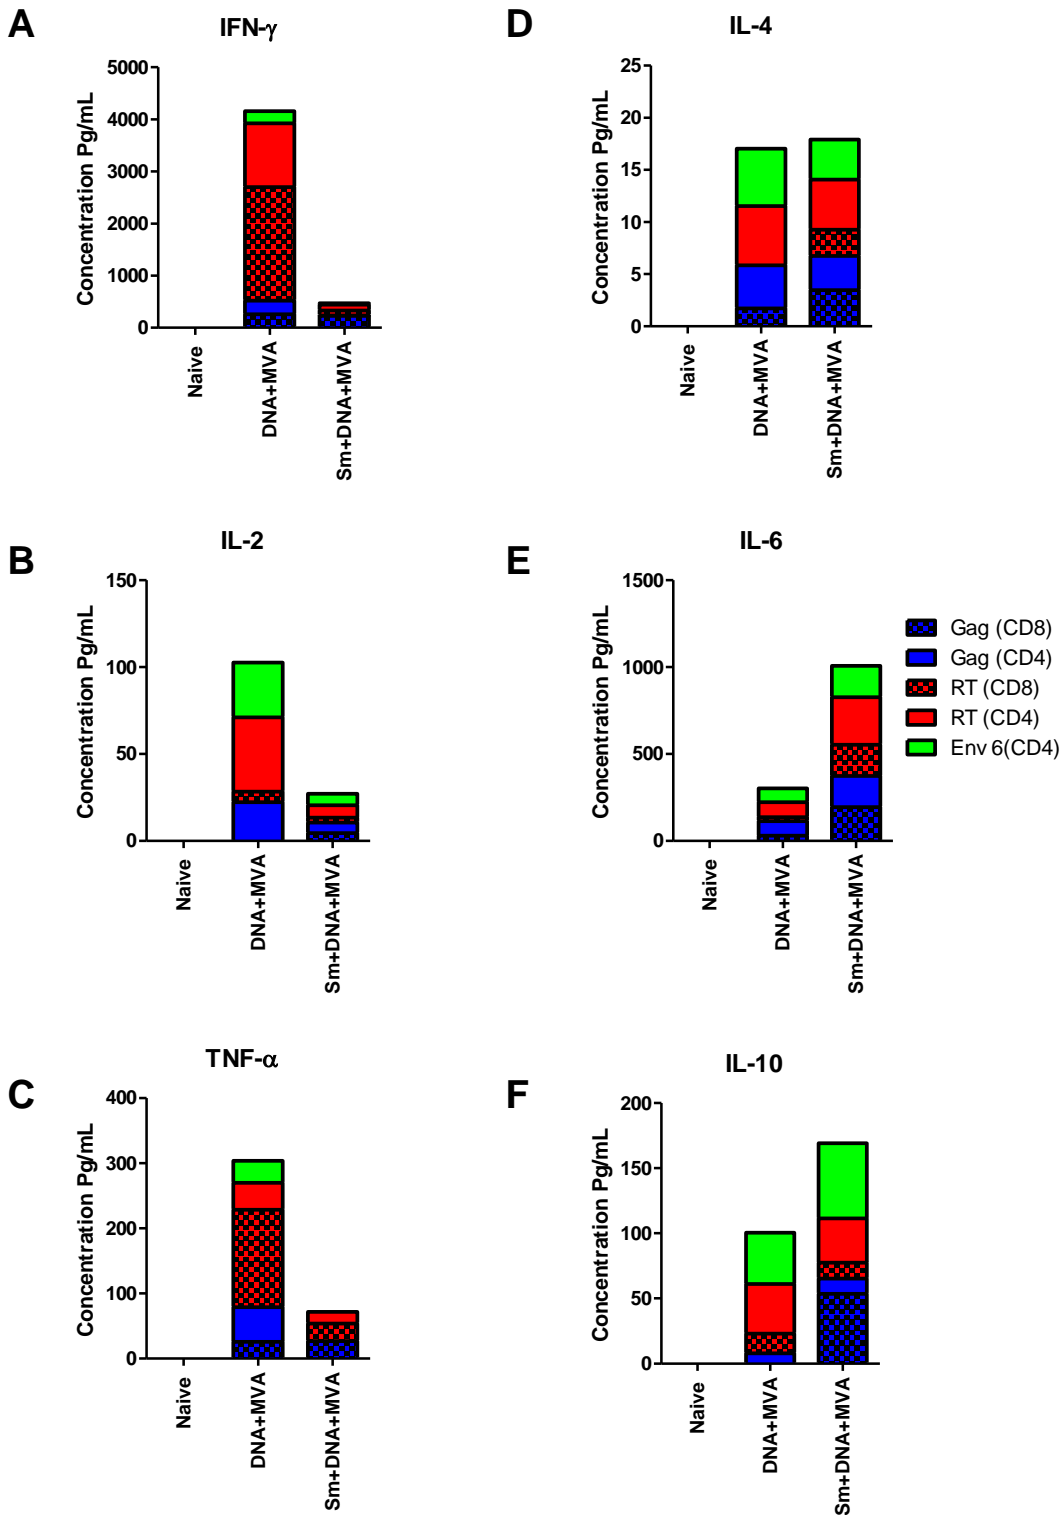 A
IFN-γ
Concentration Pg/mL
5000
4000
3000
2000
1000
0
Naive
DNA+MVA
Sm+DNA+MVA
D
IL-4
Concentration Pg/mL
25
20
15
10
5
0
Naive
DNA+MVA
Sm+DNA+MVA
B
IL-2
Concentration Pg/mL
150
100
50
0
Naive
DNA+MVA
Sm+DNA+MVA
E
IL-6
Concentration Pg/mL
1500
1000
500
0
Naive
DNA+MVA
Sm+DNA+MVA
Gag (CD8)
Gag (CD4)
RT (CD8)
RT (CD4)
Env 6(CD4)
C
TNF-α
Concentration Pg/mL
400
300
200
100
0
Naive
DNA+MVA
Sm+DNA+MVA
F
IL-10
Concentration Pg/mL
200
150
100
50
0
Naive
DNA+MVA
Sm+DNA+MVA